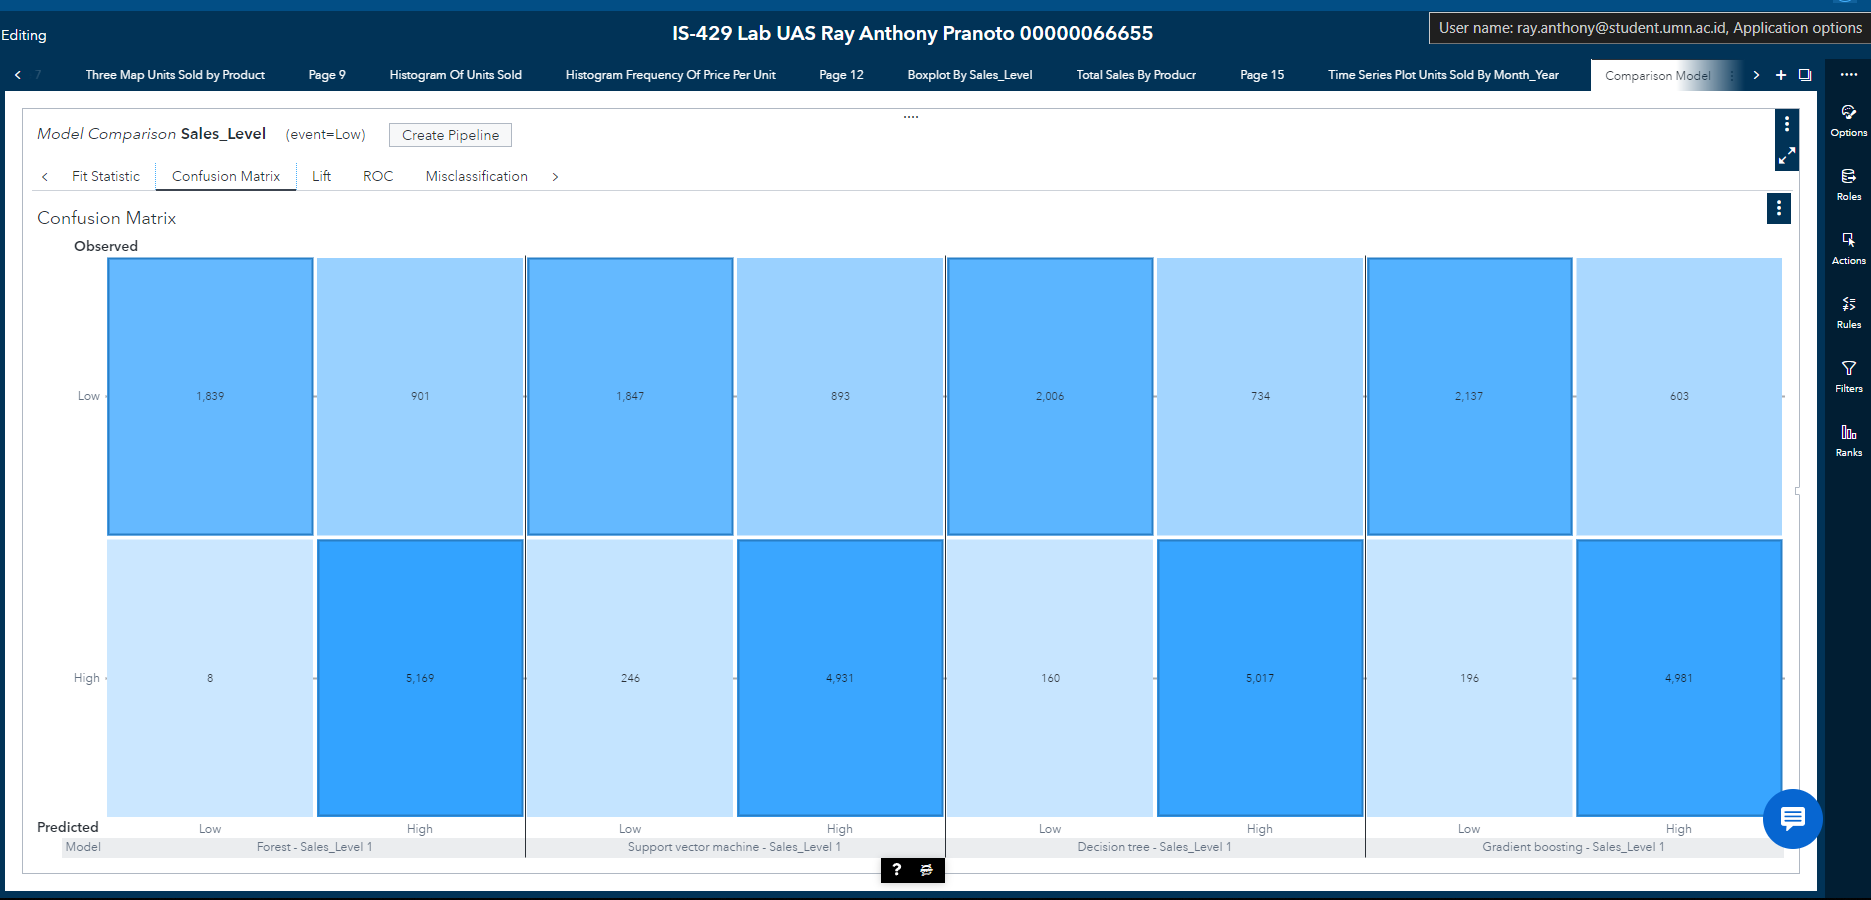 Editing
IS-429 Lab UAS Ray Anthony Pranoto 00000066655
User name: ray.anthony@student.umn.ac.id, Application options
7
Three Map Units Sold by Product
Page 9
Histogram Of Units Sold
Histogram Frequency Of Price Per Unit
Page 12
Boxplot By Sales_Level
Total Sales By Producr
Page 15
Time Series Plot Units Sold By Month_Year
Comparison Model
Model Comparison Sales_Level (event=Low)
Create Pipeline
Options
Roles
Actions
Rules
Filters
Ranks
Fit Statistic
Confusion Matrix
Lift
ROC
Misclassification
Confusion Matrix
Observed
Low 1,839 901 1,847 893 2,006 734 2,137 603
High 8 5,169 246 4,931 160 5,017 196 4,981
Predicted Low High Low High Low High Low High
Model Forest - Sales_Level 1 Support vector machine - Sales_Level 1 Decision tree - Sales_Level 1 Gradient boosting - Sales_Level 1
?